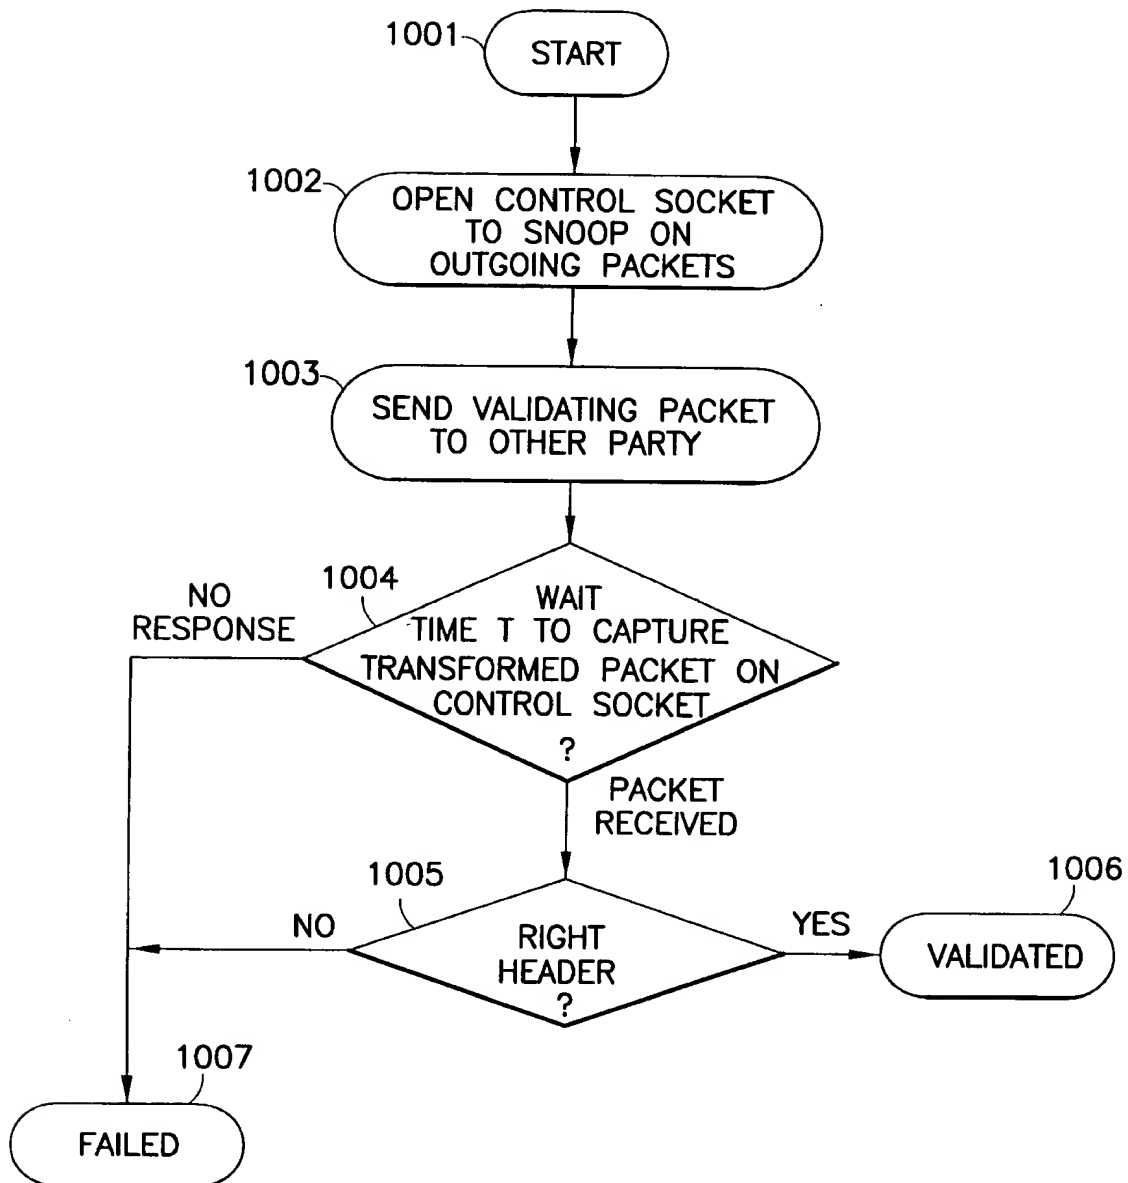 1001
START
1002
OPEN CONTROL SOCKET
TO SNOOP ON
OUTGOING PACKETS
1003
SEND VALIDATING PACKET
TO OTHER PARTY
1004
NO
RESPONSE
WAIT
TIME T TO CAPTURE
TRANSFORMED PACKET ON
CONTROL SOCKET
?
PACKET
RECEIVED
1005
NO
RIGHT
HEADER
?
YES
1006
VALIDATED
1007
FAILED